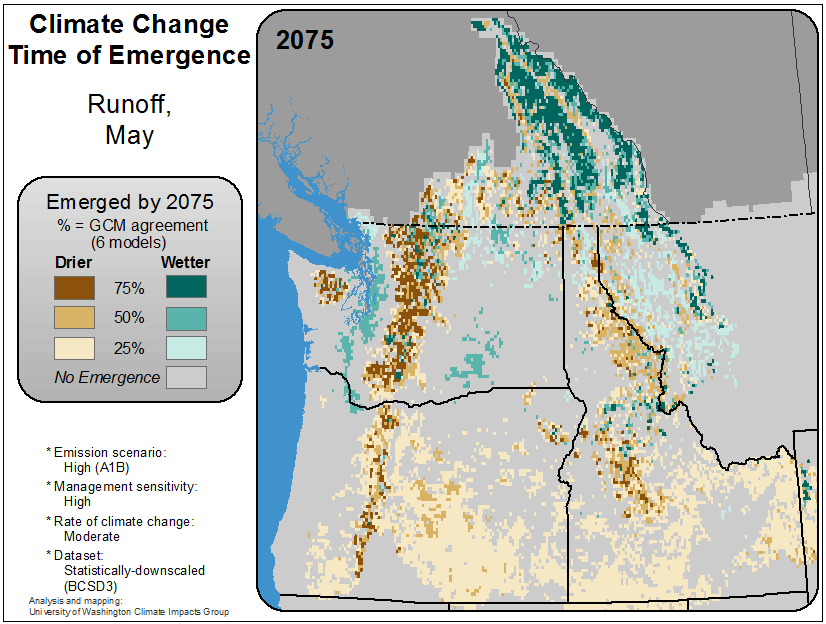 Climate Change
Time of Emergence
Runoff,
May
Emerged by 2075
% = GCM agreement
(6 models)
Drier Wetter
75%
50%
25%
No Emergence
* Emission scenario:
High (A1B)
* Management sensitivity:
High
* Rate of climate change:
Moderate
* Dataset:
Statistically-downscaled
(BCSD3)
Analysis and mapping:
University of Washington Climate Impacts Group
2075